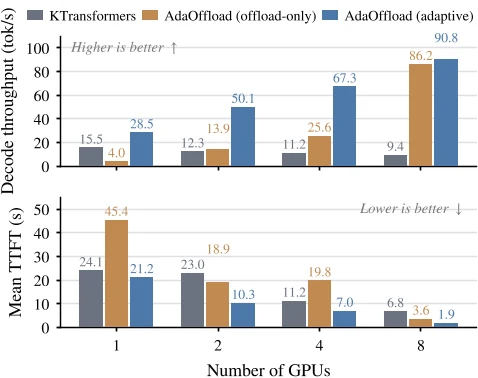 KTransformers AdaOffload (offload-only) AdaOffload (adaptive)
Decode throughput (tok/s)
Higher is better ↑
100
80
60
40
20
0
15.5 4.0 28.5
12.3 13.9 50.1
11.2 25.6 67.3
9.4 86.2 90.8
Mean TTFT (s)
Lower is better ↓
50
40
30
20
10
0
24.1 45.4 21.2
23.0 18.9 10.3
11.2 19.8 7.0
6.8 3.6 1.9
1 2 4 8
Number of GPUs